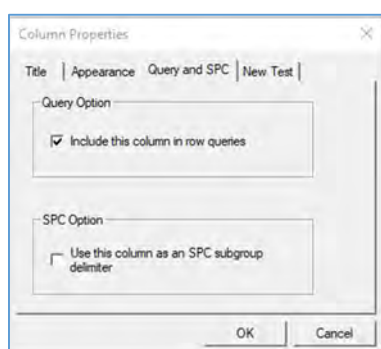 Column Properties
Title | Appearance Query and SPC | New Test |
Query Option
Include this column in row queries
SPC Option
Use this column as an SPC subgroup
delimiter
OK Cancel